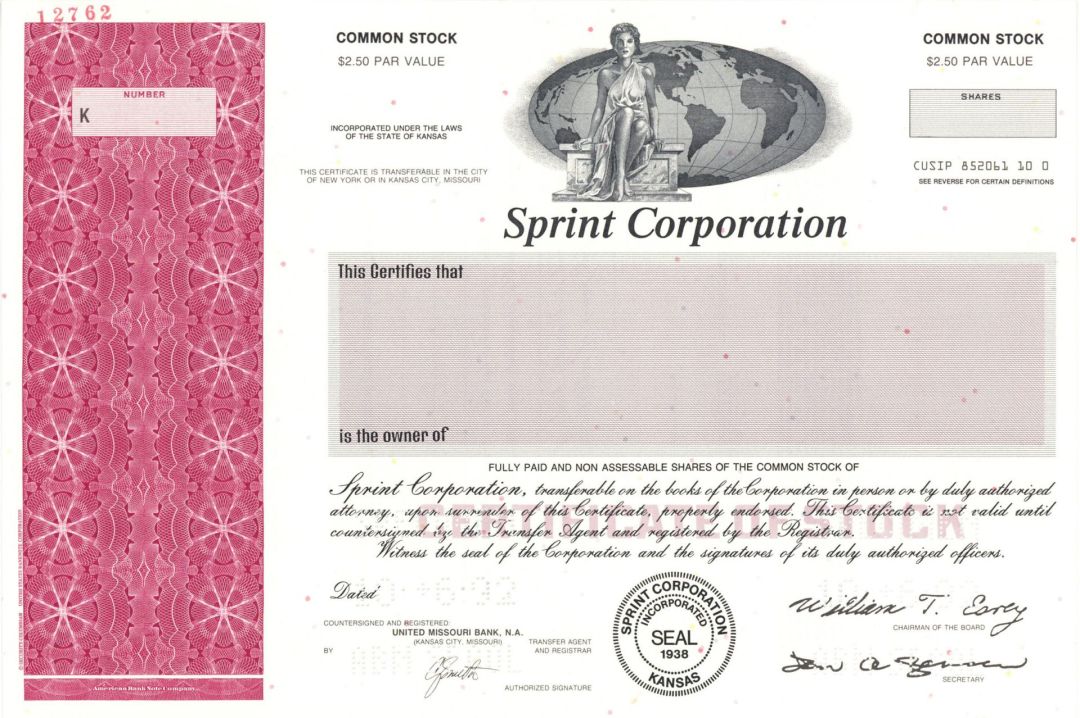 12762
NUMBER
K
COMMON STOCK
$2.50 PAR VALUE
INCORPORATED UNDER THE LAWS
OF THE STATE OF KANSAS
THIS CERTIFICATE IS TRANSFERABLE IN THE CITY
OF NEW YORK OR IN KANSAS CITY, MISSOURI
COMMON STOCK
$2.50 PAR VALUE
SHARES
CUSIP 852061 10 0
SEE REVERSE FOR CERTAIN DEFINITIONS
Sprint Corporation
This Certifies that
is the owner of
FULLY PAID AND NON ASSESSABLE SHARES OF THE COMMON STOCK OF
Sprint Corporation, transferable on the books of the Corporation in person or by duly authorized
attorney, upon surrender of this Certificate, properly endorsed. This Certificate is not valid until
countersigned by the Transfer Agent and registered by the Registrar.
Witness the seal of the Corporation and the signatures of its duly authorized officers.
CERTIFICATE OF STOCK
Dated
COUNTERSIGNED AND REGISTERED:
UNITED MISSOURI BANK, N.A.
(KANSAS CITY, MISSOURI)
TRANSFER AGENT
AND REGISTRAR
BY
AUTHORIZED SIGNATURE
SPRINT CORPORATION
INCORPORATED
SEAL
1938
KANSAS
William T. Esrey
CHAIRMAN OF THE BOARD
SECRETARY
American Bank Note Company